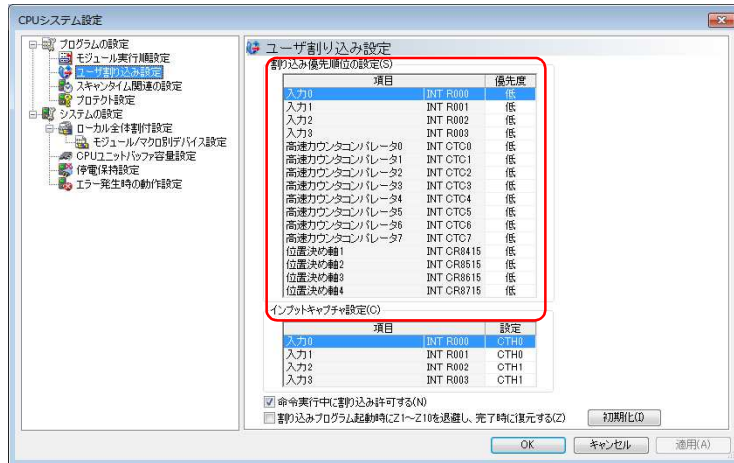 CPUシステム設定
プログラムの設定
モジュール実行順設定
ユーザ割り込み設定
スキャンタイム関連の設定
プロテクト設定
システムの設定
ローカル全体割付設定
モジュール/マクロ別デバイス設定
CPUユニットバッファ容量設定
停電保持設定
エラー発生時の動作設定
ユーザ割り込み設定
割り込み優先順位の設定(S)
項目 優先度
入力0 INT R000 低
入力1 INT R001 低
入力2 INT R002 低
入力3 INT R003 低
高速カウンタコンパレータ0 INT CTC0 低
高速カウンタコンパレータ1 INT CTC1 低
高速カウンタコンパレータ2 INT CTC2 低
高速カウンタコンパレータ3 INT CTC3 低
高速カウンタコンパレータ4 INT CTC4 低
高速カウンタコンパレータ5 INT CTC5 低
高速カウンタコンパレータ6 INT CTC6 低
高速カウンタコンパレータ7 INT CTC7 低
位置決め軸1 INT CR8415 低
位置決め軸2 INT CR8515 低
位置決め軸3 INT CR8615 低
位置決め軸4 INT CR8715 低
インプットキャプチャ設定(C)
項目 設定
入力0 INT R000 CTH0
入力1 INT R001 CTH0
入力2 INT R002 CTH1
入力3 INT R003 CTH1
命令実行中に割り込み許可する(N)
割り込みプログラム起動時にZ1~Z10を退避し、完了時に復元する(Z) 初期化(I)
OK キャンセル 適用(A)